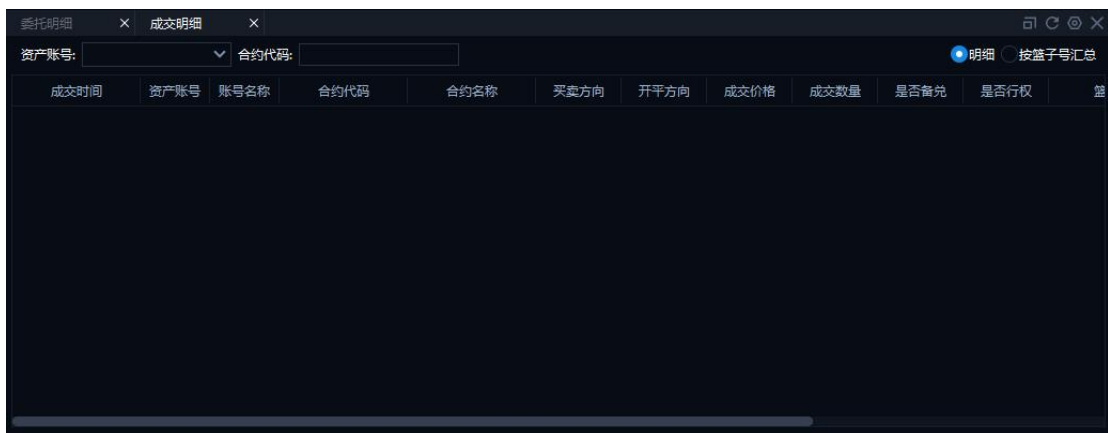 委托明细 成交明细
资产账号: 合约代码: 明细 按篮子号汇总
成交时间 资产账号 账号名称 合约代码 合约名称 买卖方向 开平方向 成交价格 成交数量 是否备兑 是否行权